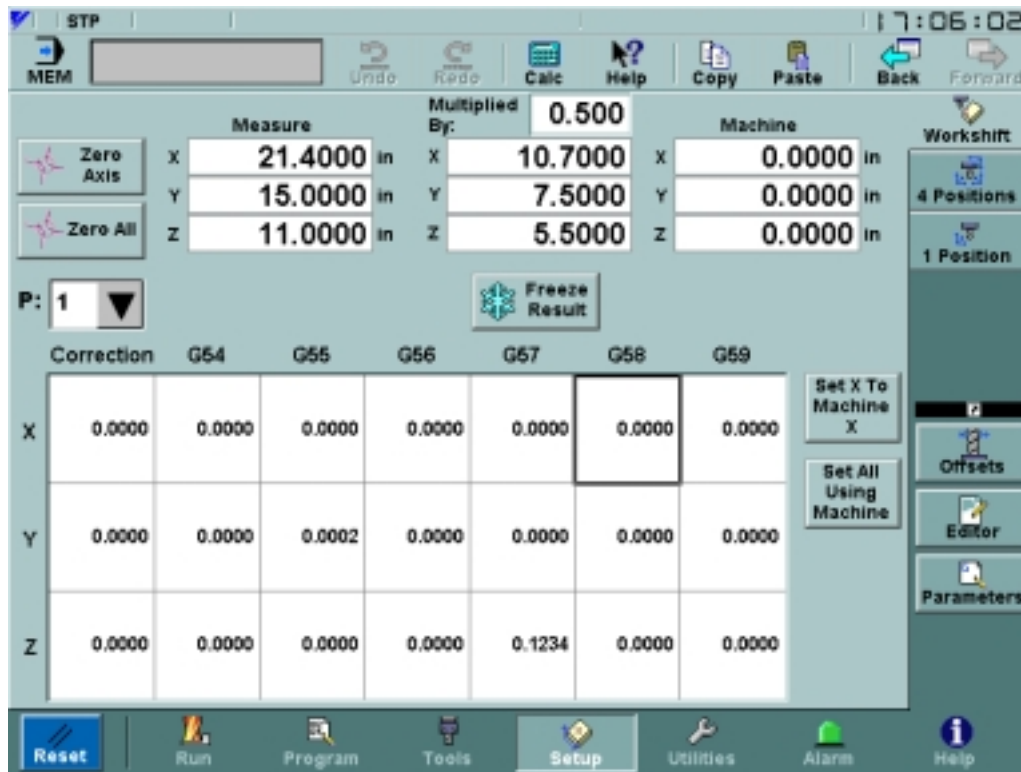 STP 17:06:02
MEM Undo Redo Calc Help Copy Paste Back Forward
Measure Multiplied By: 0.500 Machine
Zero Axis
Zero All
X 21.4000 in X 10.7000 X 0.0000 in
Y 15.0000 in Y 7.5000 Y 0.0000 in
Z 11.0000 in Z 5.5000 Z 0.0000 in
P: 1
Freeze Result
Correction G54 G55 G56 G57 G58 G59
X 0.0000 0.0000 0.0000 0.0000 0.0000 0.0000 0.0000
Y 0.0000 0.0000 0.0002 0.0000 0.0000 0.0000 0.0000
Z 0.0000 0.0000 0.0000 0.0000 0.1234 0.0000 0.0000
Set X To Machine X
Set All Using Machine
Workshift
4 Positions
1 Position
Offsets
Editor
Parameters
Reset Run Program Tools Setup Utilities Alarm Help